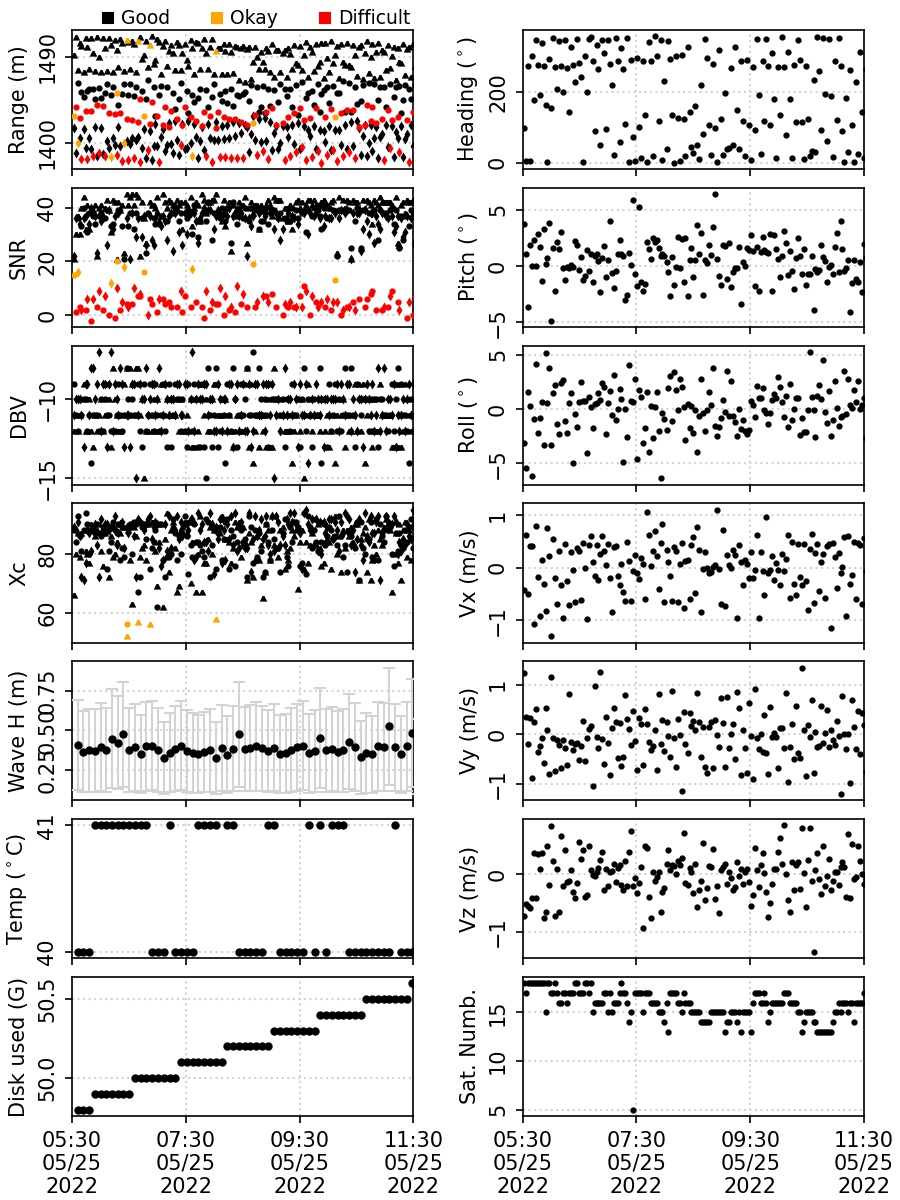 Good Okay Difficult
Range (m)
1490
1400
Heading (°)
200
0
SNR
40
20
0
Pitch (°)
5
0
−5
DBV
−10
−15
Roll (°)
5
0
−5
Xc
80
60
Vx (m/s)
1
0
−1
Wave H (m)
0.75
0.50
0.25
Vy (m/s)
1
0
−1
Temp (°C)
41
40
Vz (m/s)
0
−1
Disk used (G)
50.5
50.0
Sat. Numb.
15
10
5
05:30 07:30 09:30 11:30
05/25 05/25 05/25 05/25
2022 2022 2022 2022
05:30 07:30 09:30 11:30
05/25 05/25 05/25 05/25
2022 2022 2022 2022